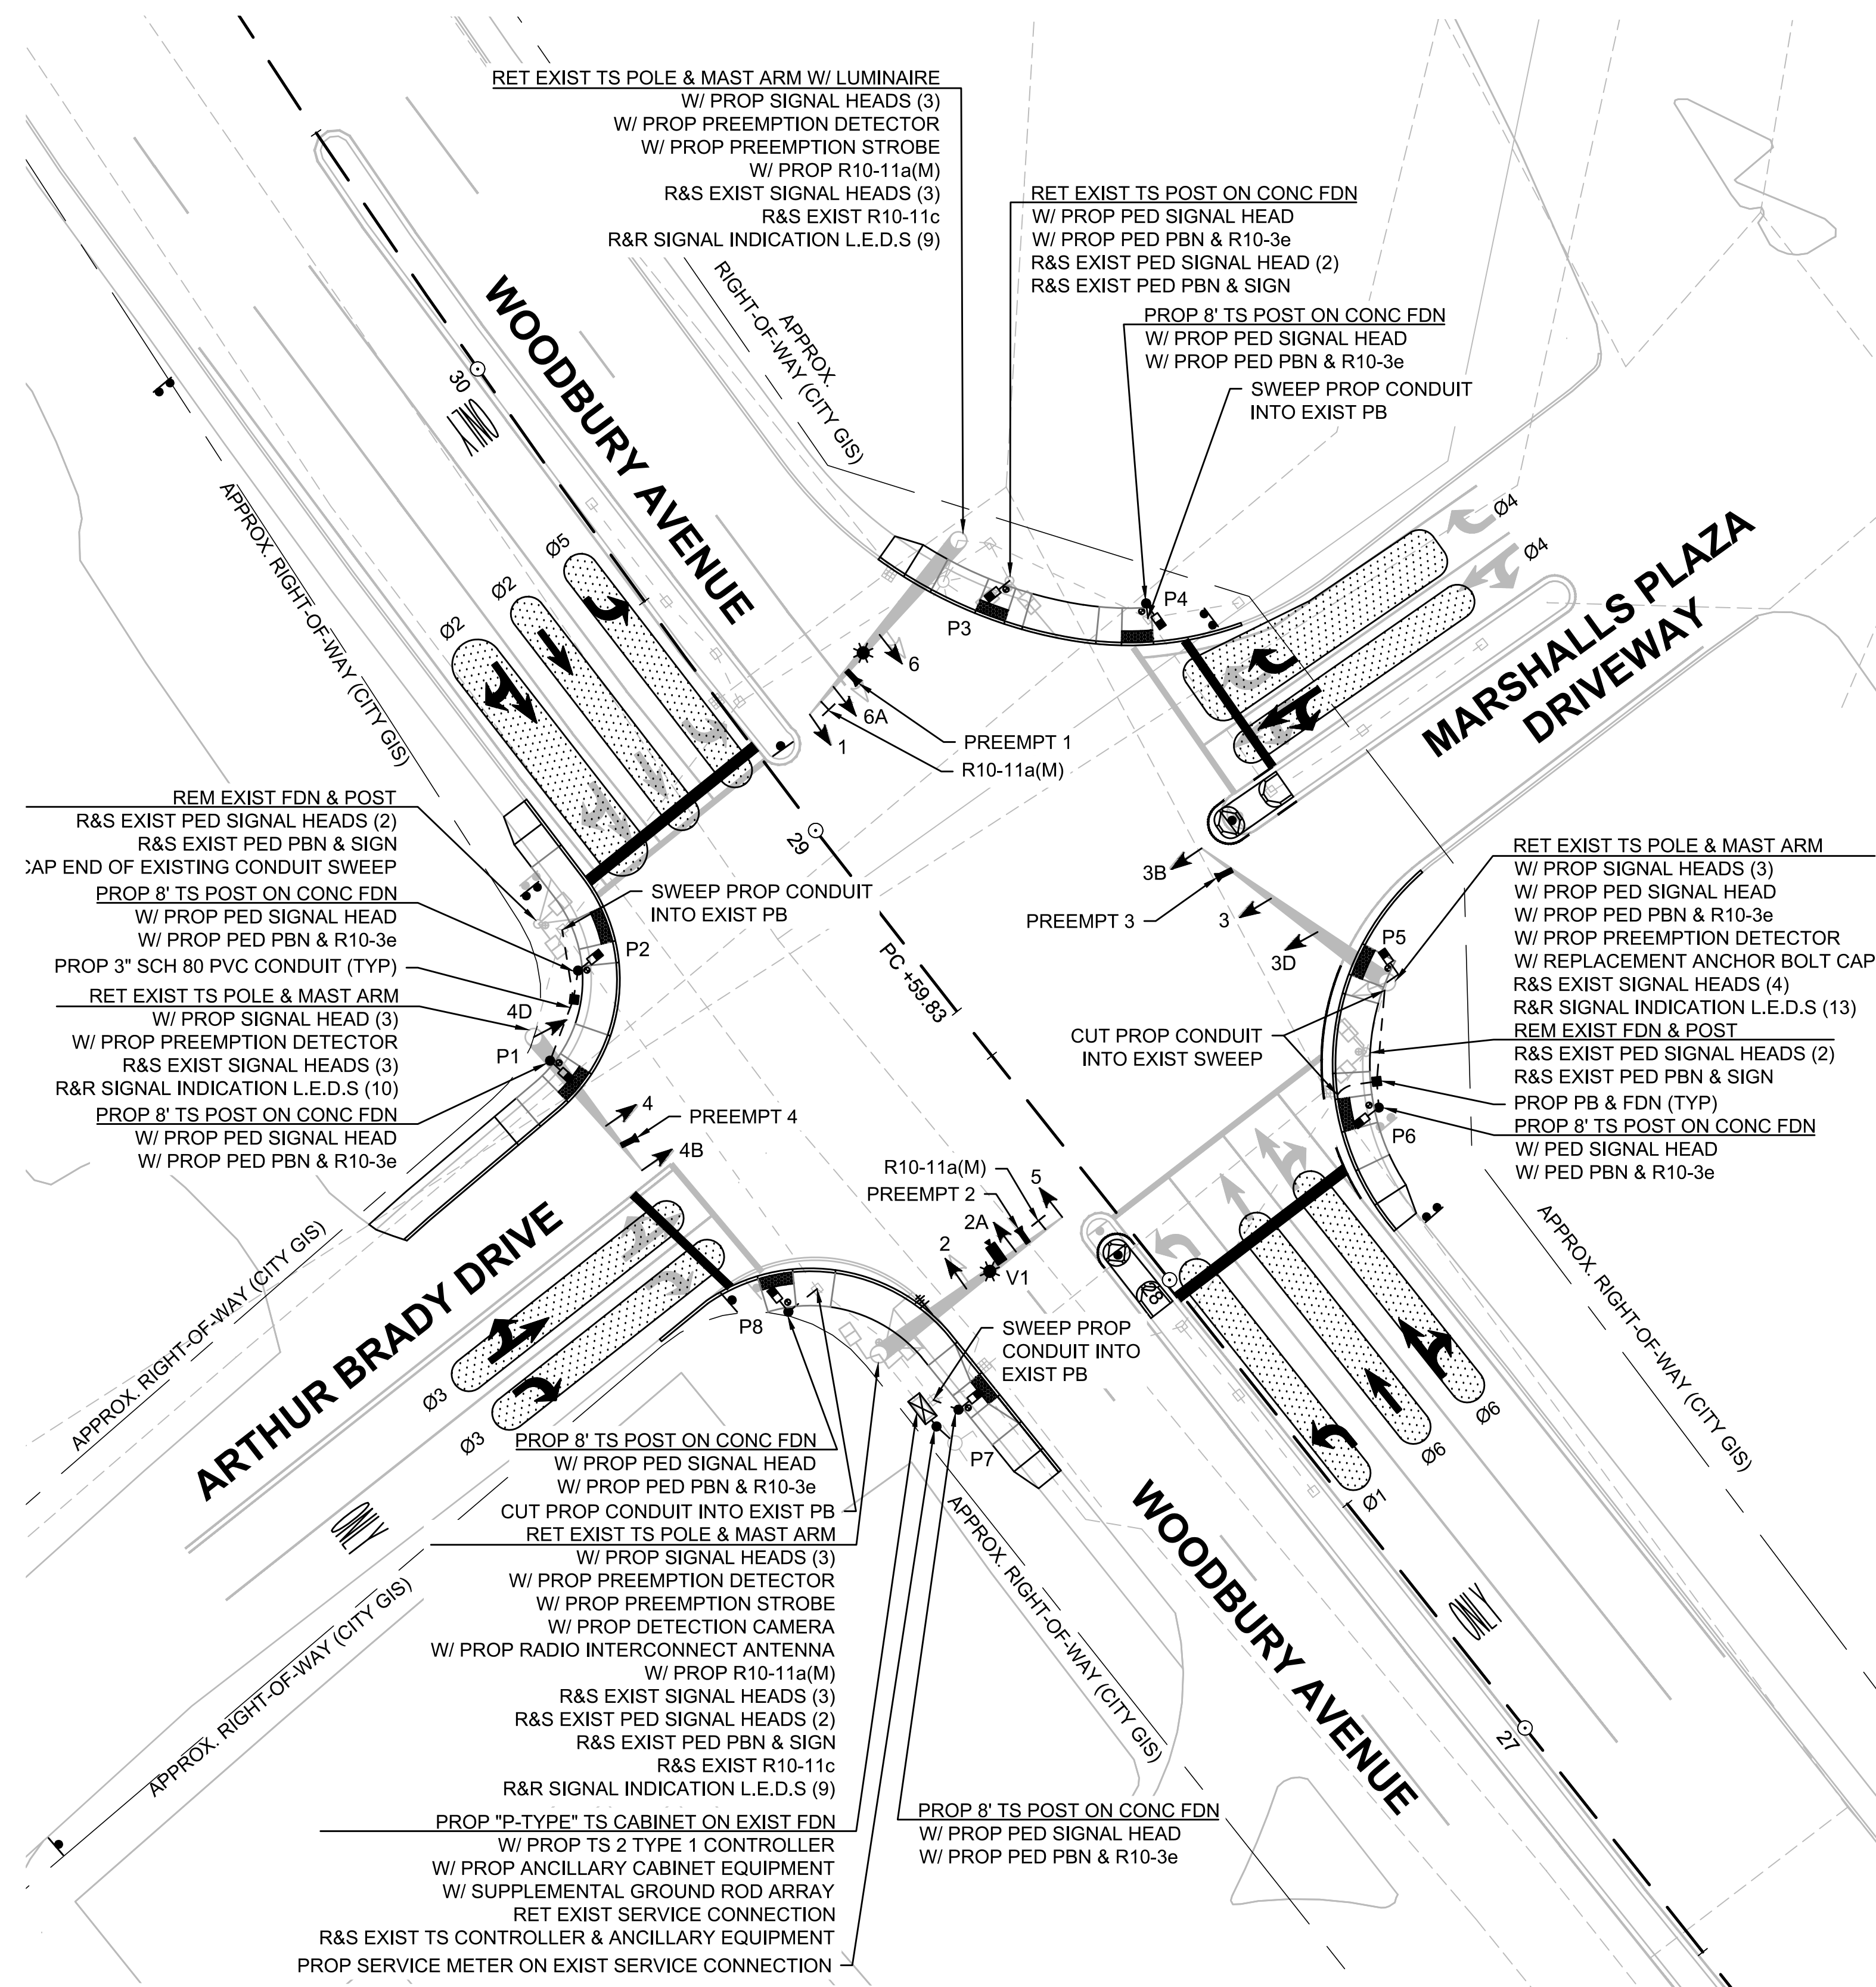 RET EXIST TS POLE & MAST ARM W/ LUMINAIRE
W/ PROP SIGNAL HEADS (3)
W/ PROP PREEMPTION DETECTOR
W/ PROP PREEMPTION STROBE
W/ PROP R10-11a(M)
R&S EXIST SIGNAL HEADS (3)
R&S EXIST R10-11c
R&R SIGNAL INDICATION L.E.D.S (9)
RET EXIST TS POST ON CONC FDN
W/ PROP PED SIGNAL HEAD
W/ PROP PED PBN & R10-3e
R&S EXIST PED SIGNAL HEAD (2)
R&S EXIST PED PBN & SIGN
PROP 8' TS POST ON CONC FDN
W/ PROP PED SIGNAL HEAD
W/ PROP PED PBN & R10-3e
SWEEP PROP CONDUIT
INTO EXIST PB
WOODBURY AVENUE
APPROX.
RIGHT-OF-WAY (CITY GIS)
30
ONLY
APPROX. RIGHT-OF-WAY (CITY GIS)
Ø5
Ø2
Ø2
Ø4
Ø4
MARSHALLS PLAZA
DRIVEWAY
P3
P4
6
6A
1
PREEMPT 1
R10-11a(M)
29
PC +59.83
REM EXIST FDN & POST
R&S EXIST PED SIGNAL HEADS (2)
R&S EXIST PED PBN & SIGN
CAP END OF EXISTING CONDUIT SWEEP
PROP 8' TS POST ON CONC FDN
W/ PROP PED SIGNAL HEAD
W/ PROP PED PBN & R10-3e
PROP 3" SCH 80 PVC CONDUIT (TYP)
RET EXIST TS POLE & MAST ARM
W/ PROP SIGNAL HEAD (3)
W/ PROP PREEMPTION DETECTOR
R&S EXIST SIGNAL HEADS (3)
R&R SIGNAL INDICATION L.E.D.S (10)
PROP 8' TS POST ON CONC FDN
W/ PROP PED SIGNAL HEAD
W/ PROP PED PBN & R10-3e
SWEEP PROP CONDUIT
INTO EXIST PB
P2
4D
P1
4
PREEMPT 4
4B
3B
PREEMPT 3
3
3D
P5
CUT PROP CONDUIT
INTO EXIST SWEEP
P6
RET EXIST TS POLE & MAST ARM
W/ PROP SIGNAL HEADS (3)
W/ PROP PED SIGNAL HEAD
W/ PROP PED PBN & R10-3e
W/ PROP PREEMPTION DETECTOR
W/ REPLACEMENT ANCHOR BOLT CAP
R&S EXIST SIGNAL HEADS (4)
R&R SIGNAL INDICATION L.E.D.S (13)
REM EXIST FDN & POST
R&S EXIST PED SIGNAL HEADS (2)
R&S EXIST PED PBN & SIGN
PROP PB & FDN (TYP)
PROP 8' TS POST ON CONC FDN
W/ PED SIGNAL HEAD
W/ PED PBN & R10-3e
R10-11a(M)
PREEMPT 2
5
2A
2
V1
28
APPROX. RIGHT-OF-WAY (CITY GIS)
APPROX. RIGHT-OF-WAY (CITY GIS)
ARTHUR BRADY DRIVE
Ø3
Ø3
P8
SWEEP PROP
CONDUIT INTO
EXIST PB
P7
Ø6
Ø6
Ø1
ONLY
APPROX. RIGHT-OF-WAY (CITY GIS)
APPROX. RIGHT-OF-WAY (CITY GIS)
WOODBURY AVENUE
ONLY
27
PROP 8' TS POST ON CONC FDN
W/ PROP PED SIGNAL HEAD
W/ PROP PED PBN & R10-3e
CUT PROP CONDUIT INTO EXIST PB
RET EXIST TS POLE & MAST ARM
W/ PROP SIGNAL HEADS (3)
W/ PROP PREEMPTION DETECTOR
W/ PROP PREEMPTION STROBE
W/ PROP DETECTION CAMERA
W/ PROP RADIO INTERCONNECT ANTENNA
W/ PROP R10-11a(M)
R&S EXIST SIGNAL HEADS (3)
R&S EXIST PED SIGNAL HEADS (2)
R&S EXIST PED PBN & SIGN
R&S EXIST R10-11c
R&R SIGNAL INDICATION L.E.D.S (9)
PROP "P-TYPE" TS CABINET ON EXIST FDN
W/ PROP TS 2 TYPE 1 CONTROLLER
W/ PROP ANCILLARY CABINET EQUIPMENT
W/ SUPPLEMENTAL GROUND ROD ARRAY
RET EXIST SERVICE CONNECTION
R&S EXIST TS CONTROLLER & ANCILLARY EQUIPMENT
PROP SERVICE METER ON EXIST SERVICE CONNECTION
PROP 8' TS POST ON CONC FDN
W/ PROP PED SIGNAL HEAD
W/ PROP PED PBN & R10-3e